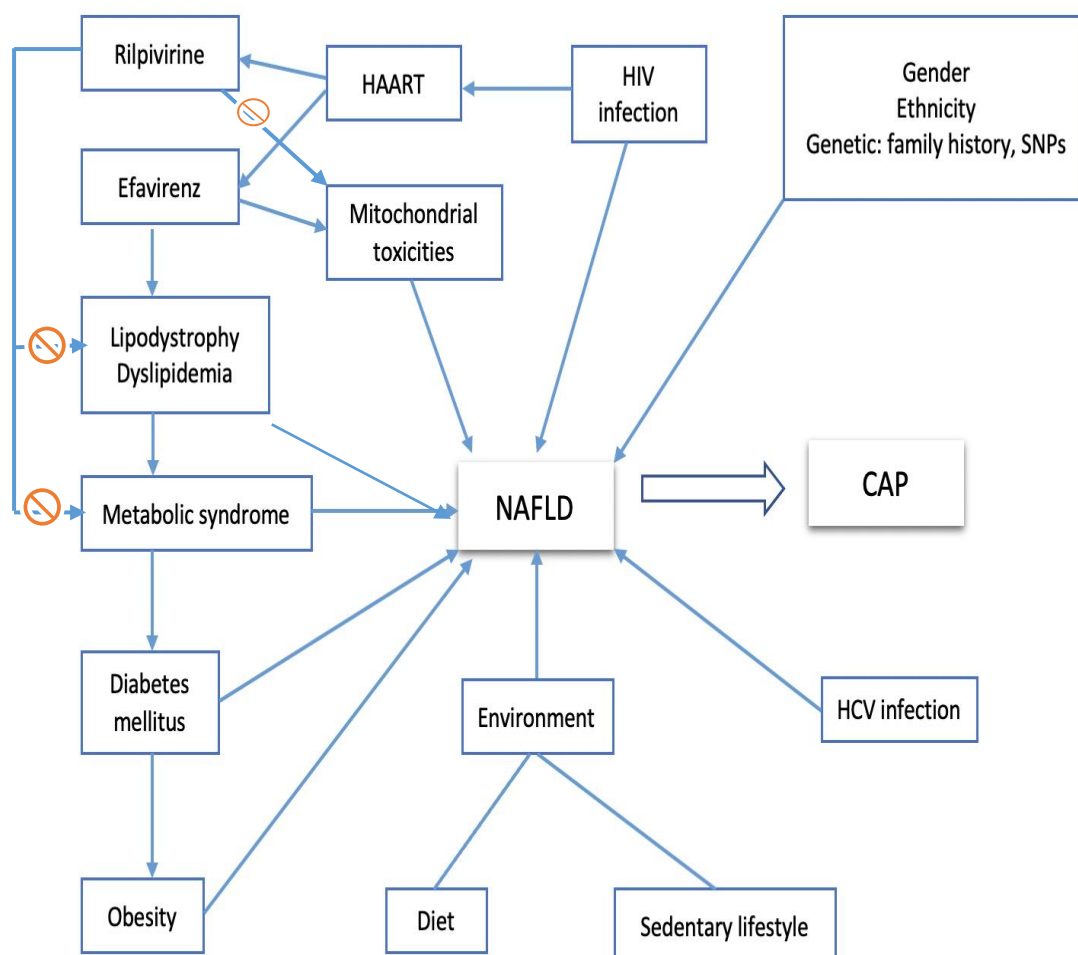 Rilpivirine
HAART
HIV
infection
Gender
Ethnicity
Genetic: family history, SNPs
Efavirenz
Mitochondrial
toxicities
Lipodystrophy
Dyslipidemia
Metabolic syndrome
NAFLD
CAP
Diabetes
mellitus
Environment
HCV infection
Obesity
Diet
Sedentary lifestyle